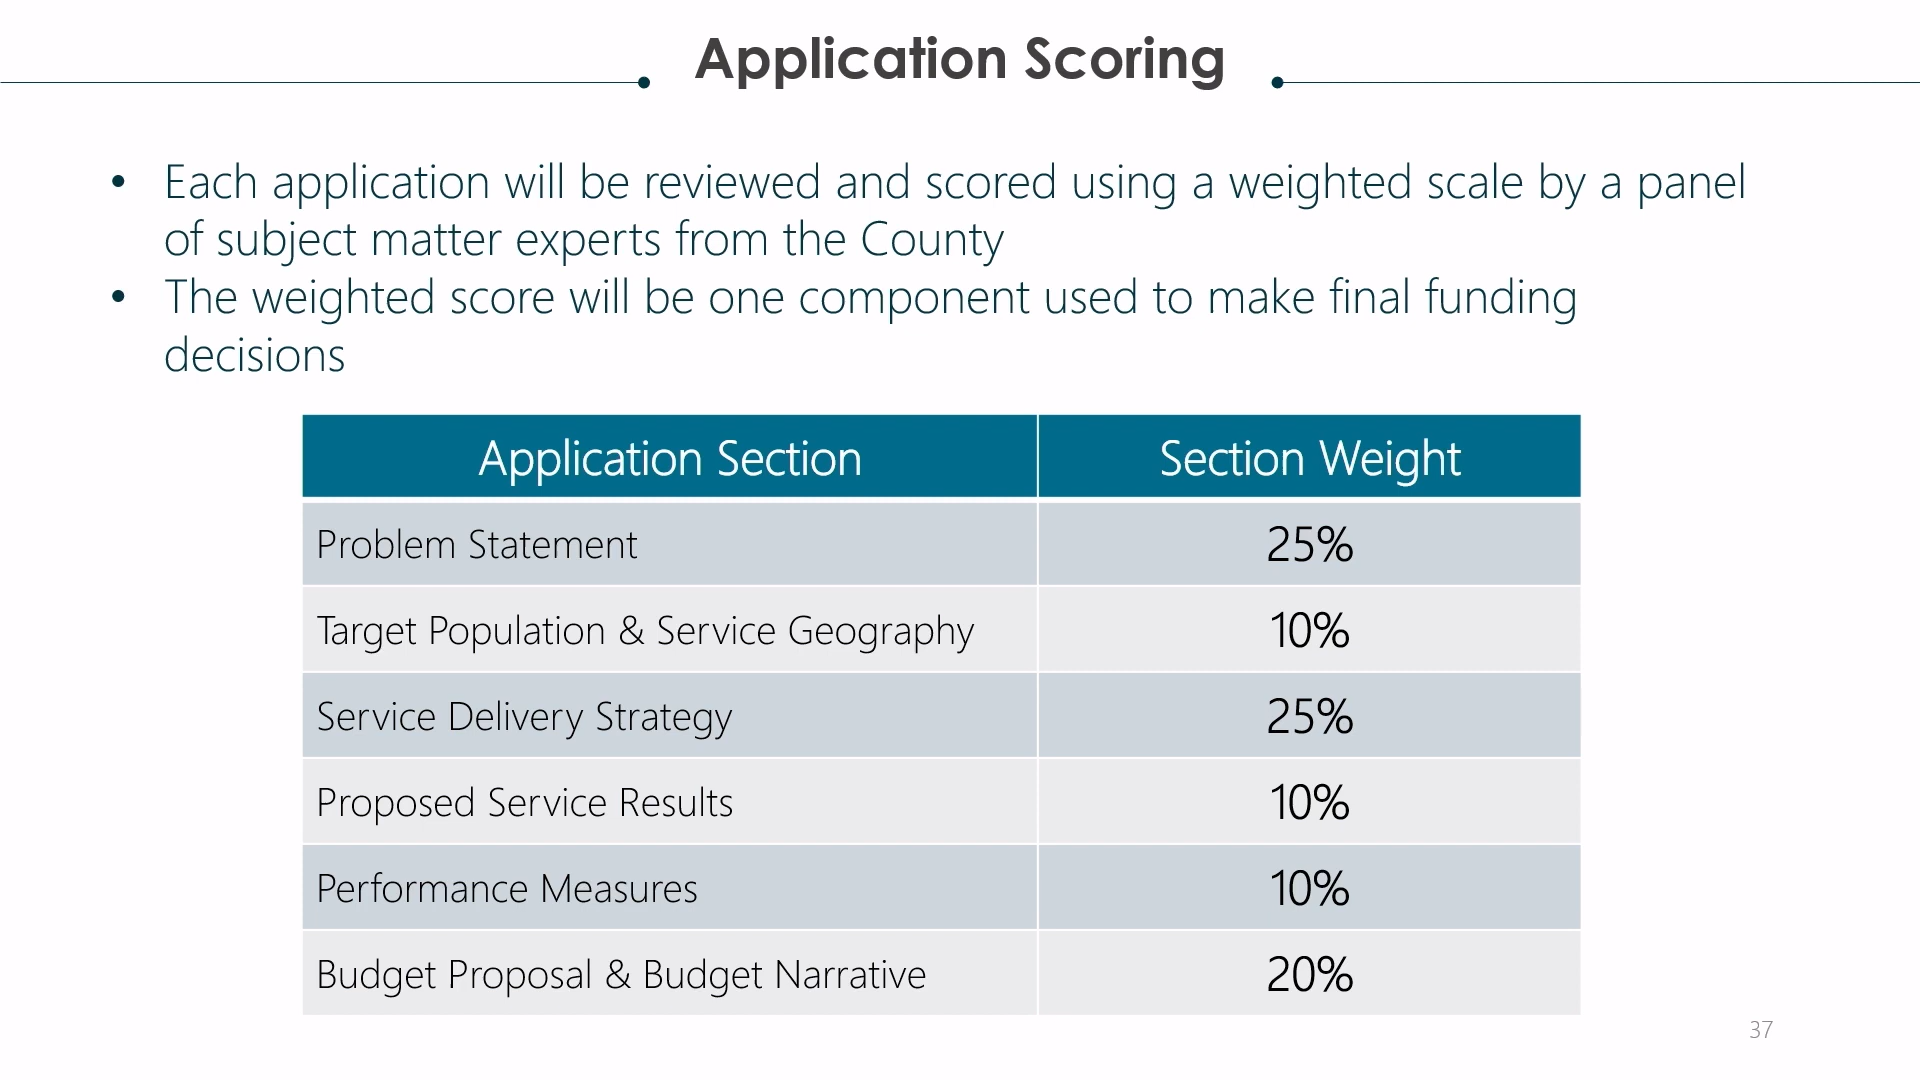 Application Scoring
• Each application will be reviewed and scored using a weighted scale by a panel
of subject matter experts from the County
• The weighted score will be one component used to make final funding
decisions
Application Section Section Weight
Problem Statement 25%
Target Population & Service Geography 10%
Service Delivery Strategy 25%
Proposed Service Results 10%
Performance Measures 10%
Budget Proposal & Budget Narrative 20%
37